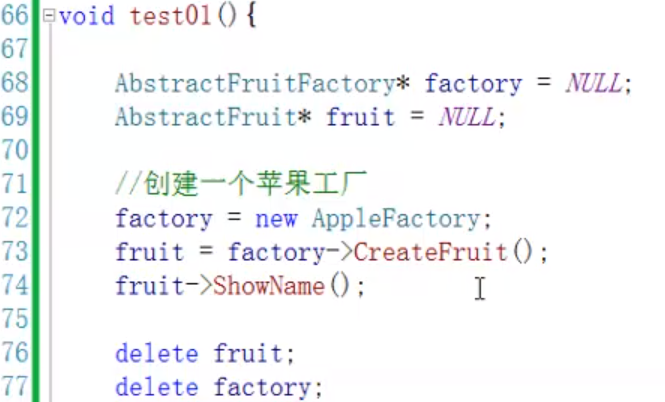 66 void test01(){
67
68 AbstractFruitFactory* factory = NULL;
69 AbstractFruit* fruit = NULL;
70
71 //创建一个苹果工厂
72 factory = new AppleFactory;
73 fruit = factory->CreateFruit();
74 fruit->ShowName();
75
76 delete fruit;
77 delete factory;